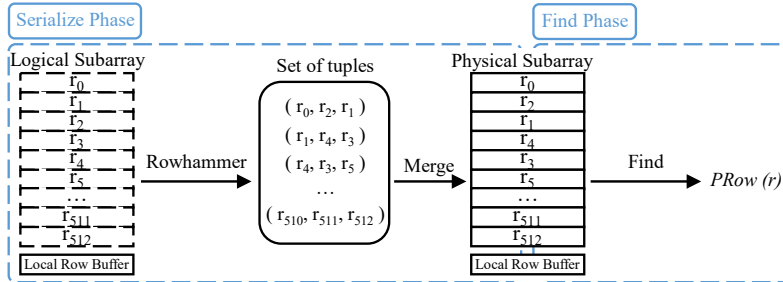 Serialize Phase
Find Phase
Logical Subarray
r0
r1
r2
r3
r4
r5
…
r511
r512
Local Row Buffer
Rowhammer
Set of tuples
( r0, r2, r1 )
( r1, r4, r3 )
( r4, r3, r5 )
…
( r510, r511, r512 )
Merge
Physical Subarray
r0
r2
r1
r4
r3
r5
…
r511
r512
Local Row Buffer
Find
PRow (r)